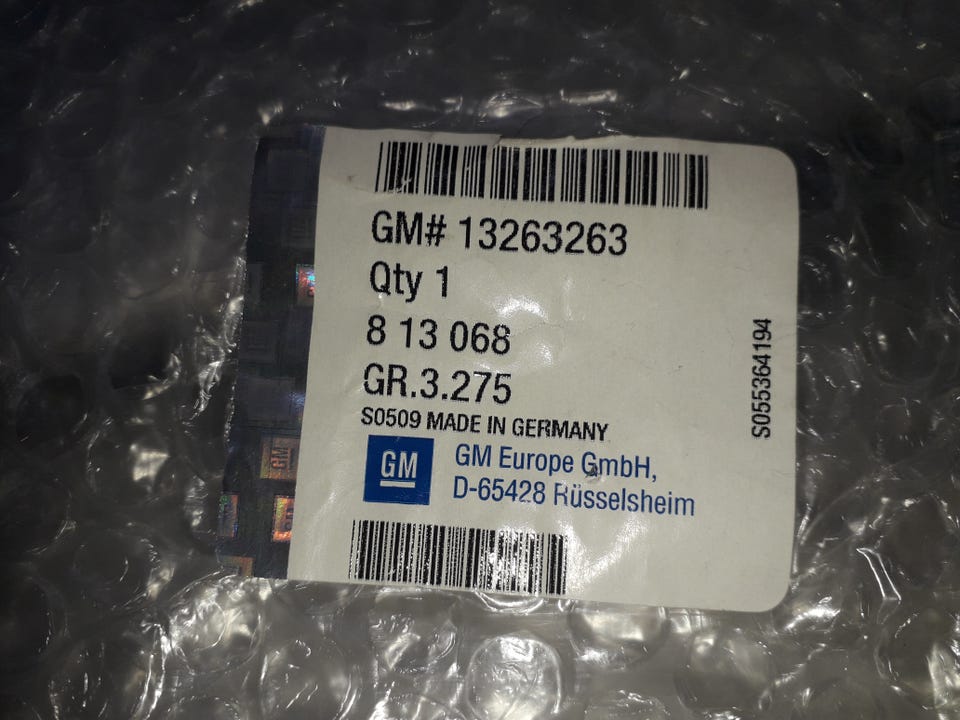 GM# 13263263
Qty 1
8 13 068
GR.3.275
S0509 MADE IN GERMANY
GM
GM Europe GmbH,
D-65428 Rüsselsheim
S055364194
GM